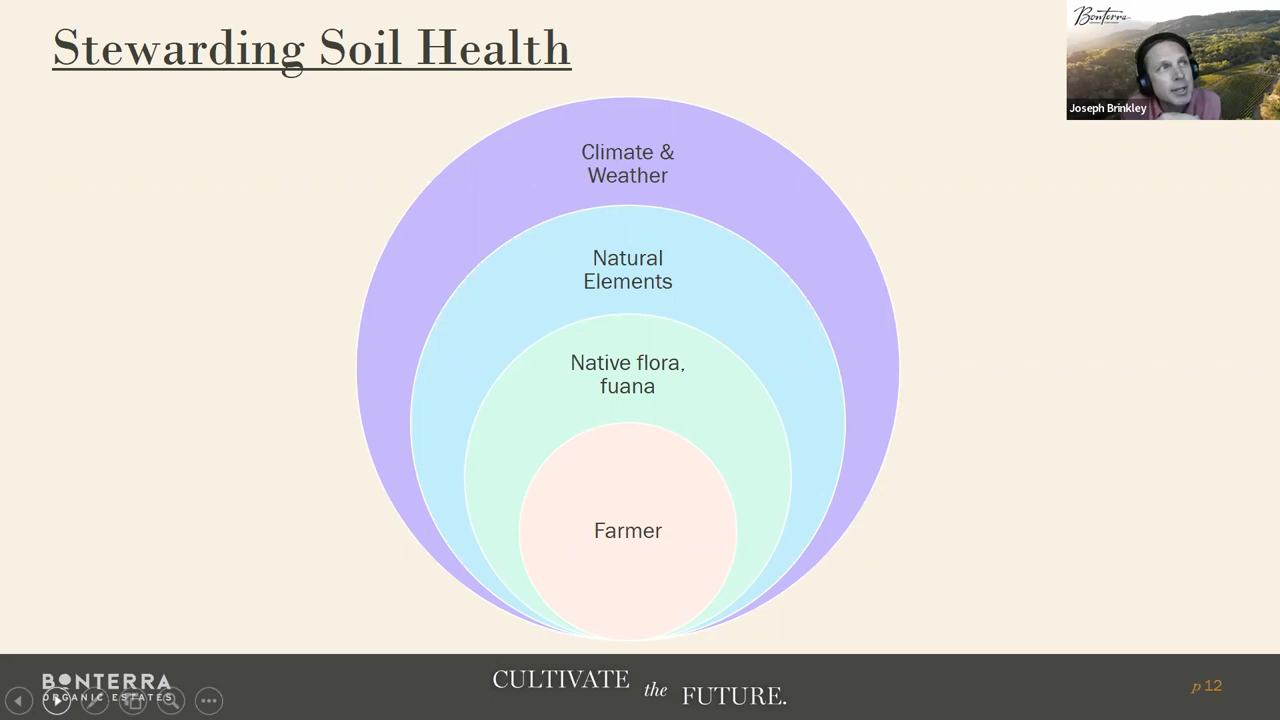 Stewarding Soil Health
Bonterra
Joseph Brinkley
Climate &
Weather
Natural
Elements
Native flora,
fuana
Farmer
BONTERRA
ORGANIC ESTATES
CULTIVATE the FUTURE.
p 12